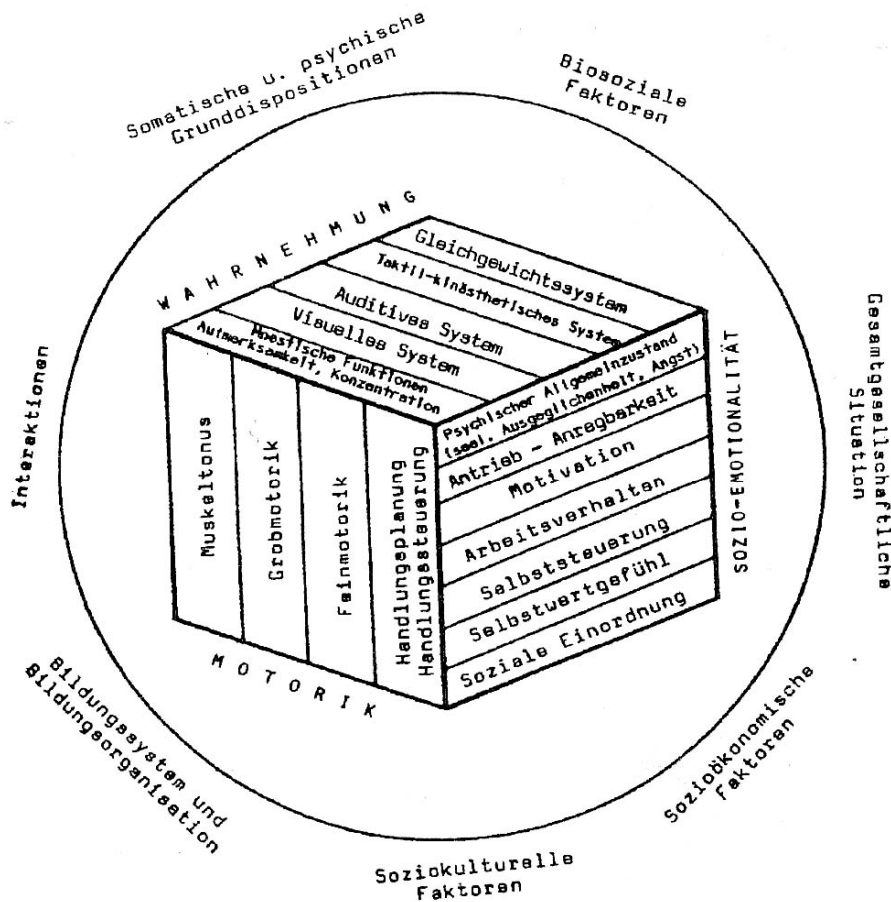 Somatische u. psychische
Grunddispositionen
Biosoziale
Faktoren
WAHRNEHMUNG
Gleichgewichtssystem
Taktil-kinästhetisches System
Auditives System
Visuelles System
Mnestische Funktionen
Aufmerksamkeit, Konzentration
Psychischer Allgemeinzustand
(seel. Ausgeglichenheit, Angst)
Antrieb - Anregbarkeit
Motivation
Arbeitsverhalten
Selbststeuerung
Selbstwertgefühl
Soziale Einordnung
SOZIO-EMOTIONALITÄT
Gesamtgesellschaftliche
Situation
Interaktionen
Muskeltonus
Grobmotorik
Feinmotorik
Handlungsplanung
Handlungssteuerung
MOTORIK
Bildungssystem und
Bildungsorganisation
Soziokulturelle
Faktoren
Sozioökonomische
Faktoren